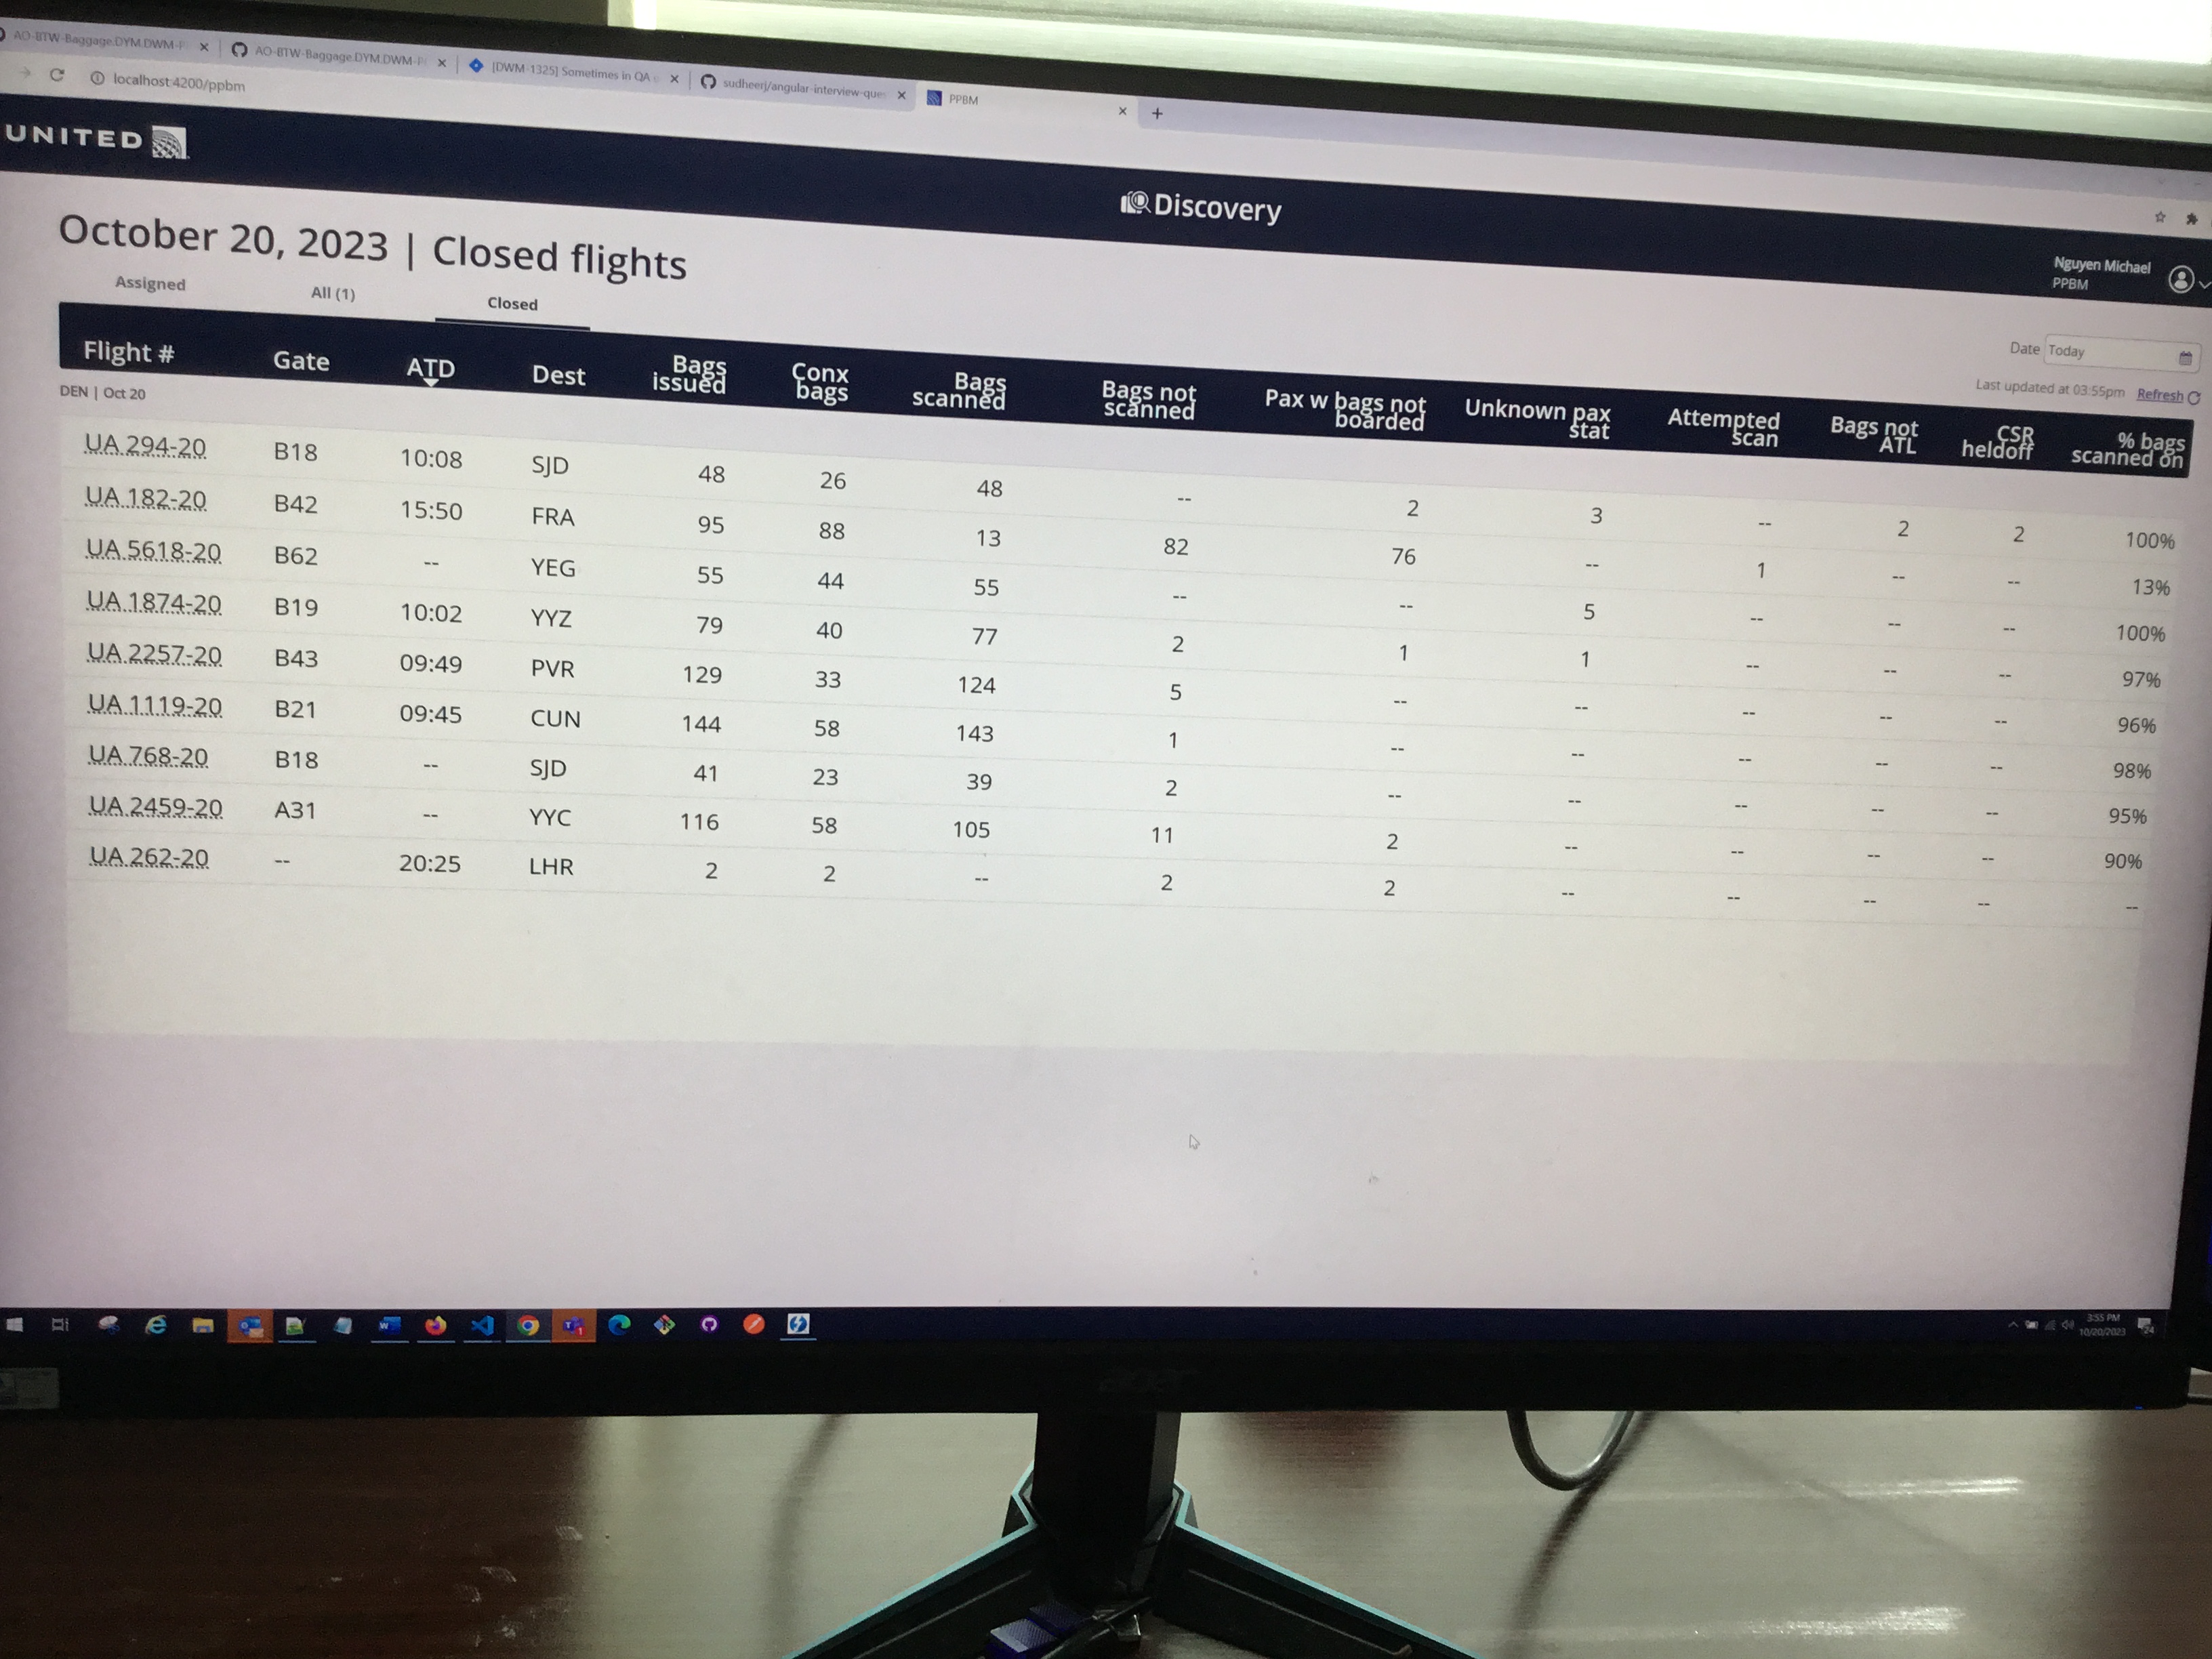 AO-BTW-Baggage.DYM.DWM-P
AO-BTW-Baggage.DYM.DWM-P
[DWM-1325] Sometimes in QA
sudheerj/angular-interview-ques
PPBM
localhost:4200/ppbm
UNITED
Discovery
Nguyen Michael
PPBM
October 20, 2023 | Closed flights
Assigned All (1) Closed
Date Today
Last updated at 03:55pm Refresh
Flight # Gate ATD Dest Bags issued Conx bags Bags scanned Bags not scanned Pax w bags not boarded Unknown pax stat Attempted scan Bags not ATL CSR heldoff % bags scanned on
DEN | Oct 20
UA 294-20 B18 10:08 SJD 48 26 48 -- 2 3 -- 2 2 100%
UA 182-20 B42 15:50 FRA 95 88 13 82 76 -- 1 -- -- 13%
UA 5618-20 B62 -- YEG 55 44 55 -- -- 5 -- -- -- 100%
UA 1874-20 B19 10:02 YYZ 79 40 77 2 1 1 -- -- -- 97%
UA 2257-20 B43 09:49 PVR 129 33 124 5 -- -- -- -- -- 96%
UA 1119-20 B21 09:45 CUN 144 58 143 1 -- -- -- -- -- 98%
UA 768-20 B18 -- SJD 41 23 39 2 -- -- -- -- -- 95%
UA 2459-20 A31 -- YYC 116 58 105 11 2 -- -- -- -- 90%
UA 262-20 -- 20:25 LHR 2 2 -- 2 2 -- -- -- -- --
3:55 PM
10/20/2023
24
acer